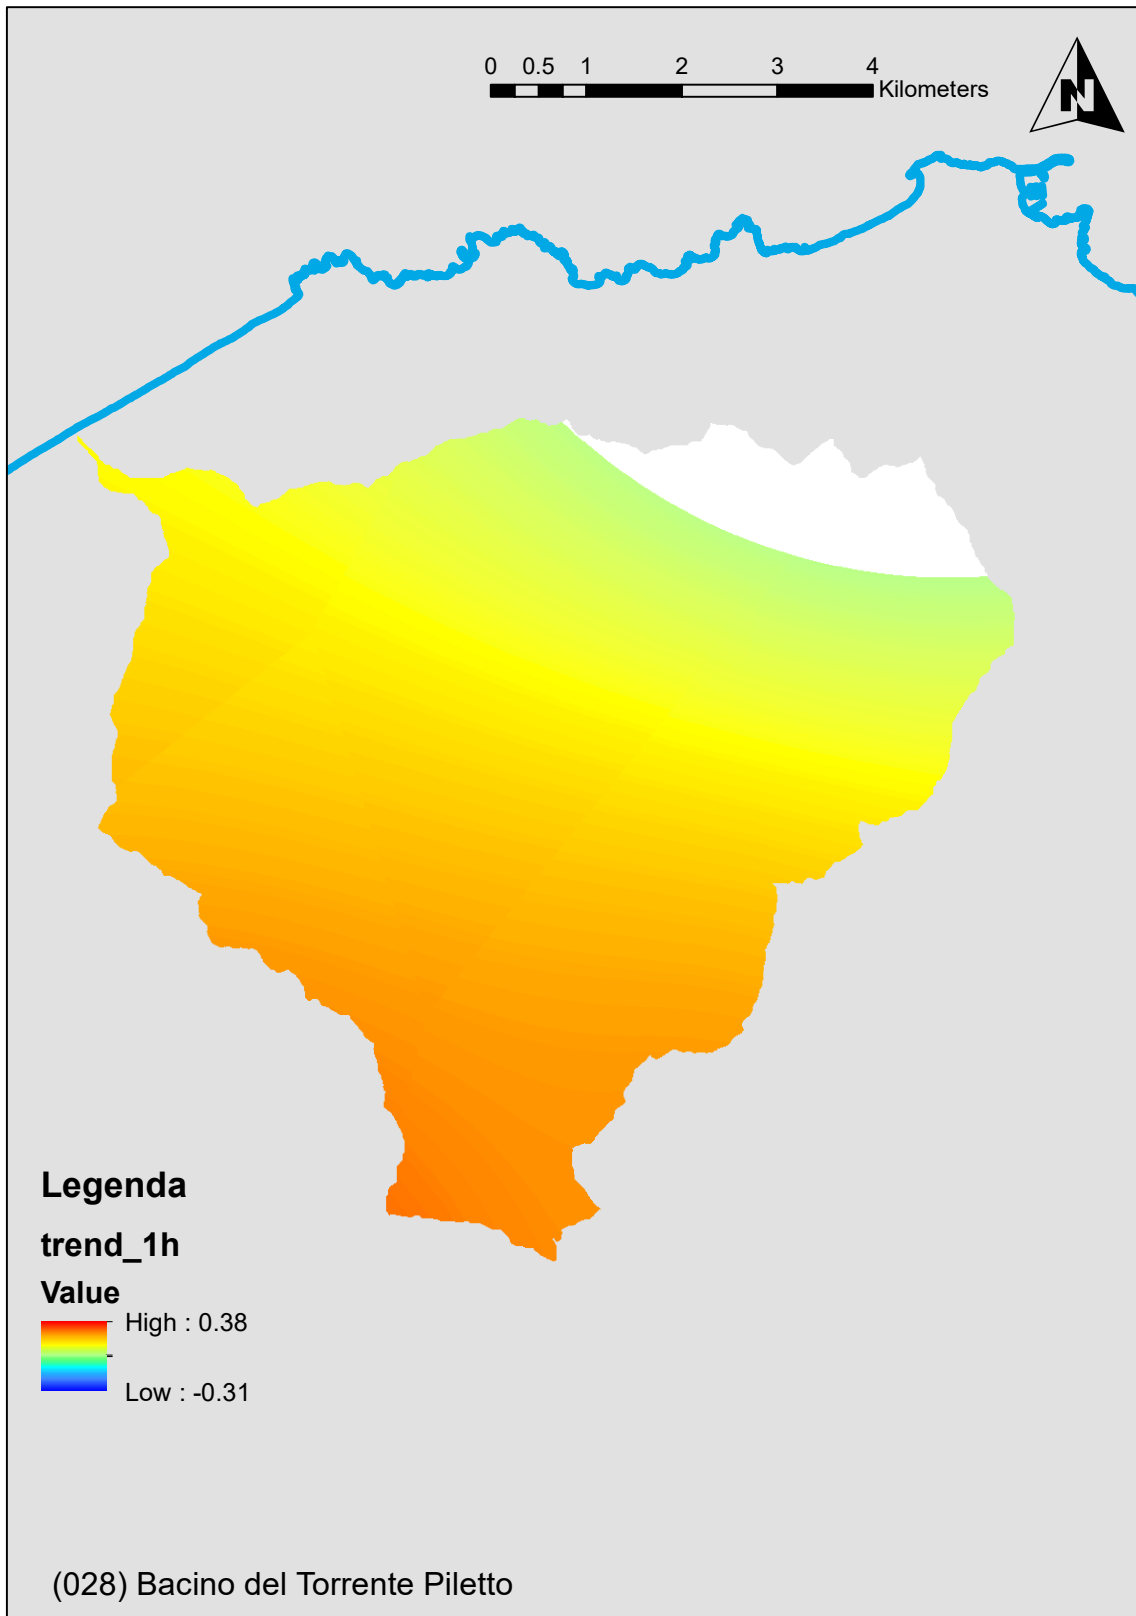 0 0.5 1 2 3 4
Kilometers
N
Legenda
trend_1h
Value
High : 0.38
Low : -0.31
(028) Bacino del Torrente Piletto